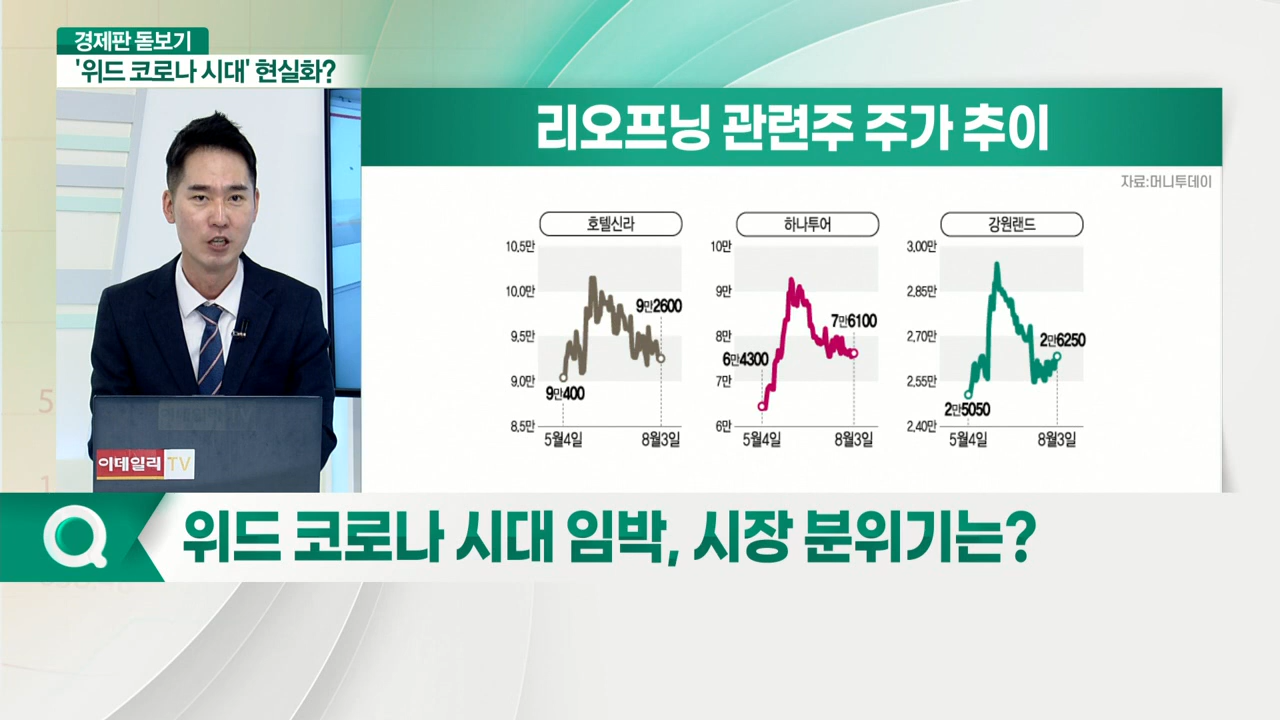 경제판 돋보기
'위드 코로나 시대' 현실화?
리오프닝 관련주 주가 추이
자료:머니투데이
호텔신라
10.5만
10.0만
9.5만
9.0만
8.5만
9만2600
9만400
5월4일
8월3일
하나투어
10만
9만
8만
7만
6만
7만6100
6만4300
5월4일
8월3일
강원랜드
3.00만
2.85만
2.70만
2.55만
2.40만
2만6250
2만5050
5월4일
8월3일
이데일리 TV
위드 코로나 시대 임박, 시장 분위기는?